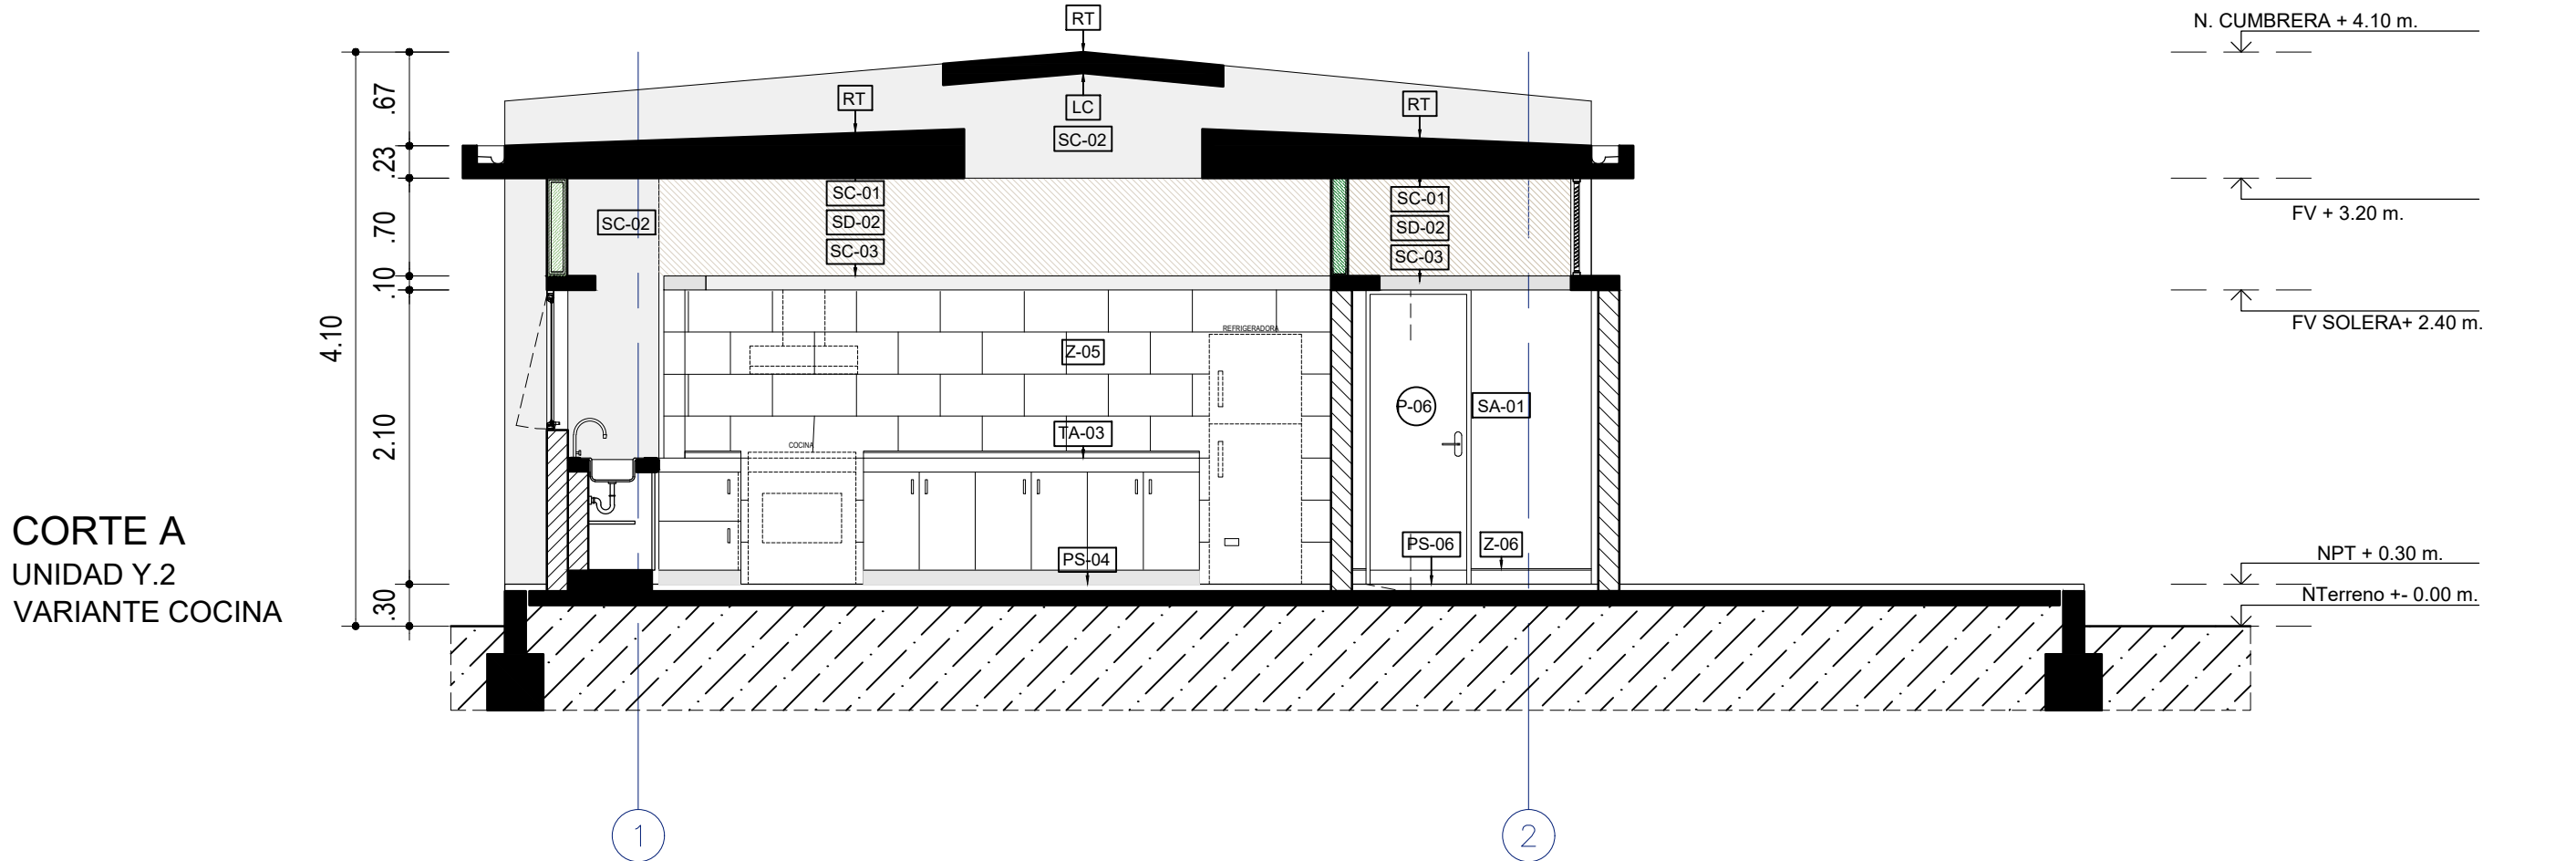 RT
N. CUMBRERA + 4.10 m.
.67
RT
LC
RT
SC-02
.23
SC-01
SC-01
SC-02
SD-02
SD-02
FV + 3.20 m.
.70
SC-03
SC-03
.10
4.10
REFRIGERADORA
FV SOLERA+ 2.40 m.
Z-05
P-06
SA-01
2.10
TA-03
COCINA
CORTE A
UNIDAD Y.2
VARIANTE COCINA
PS-04
PS-06
Z-06
NPT + 0.30 m.
.30
NTerreno +- 0.00 m.
1
2